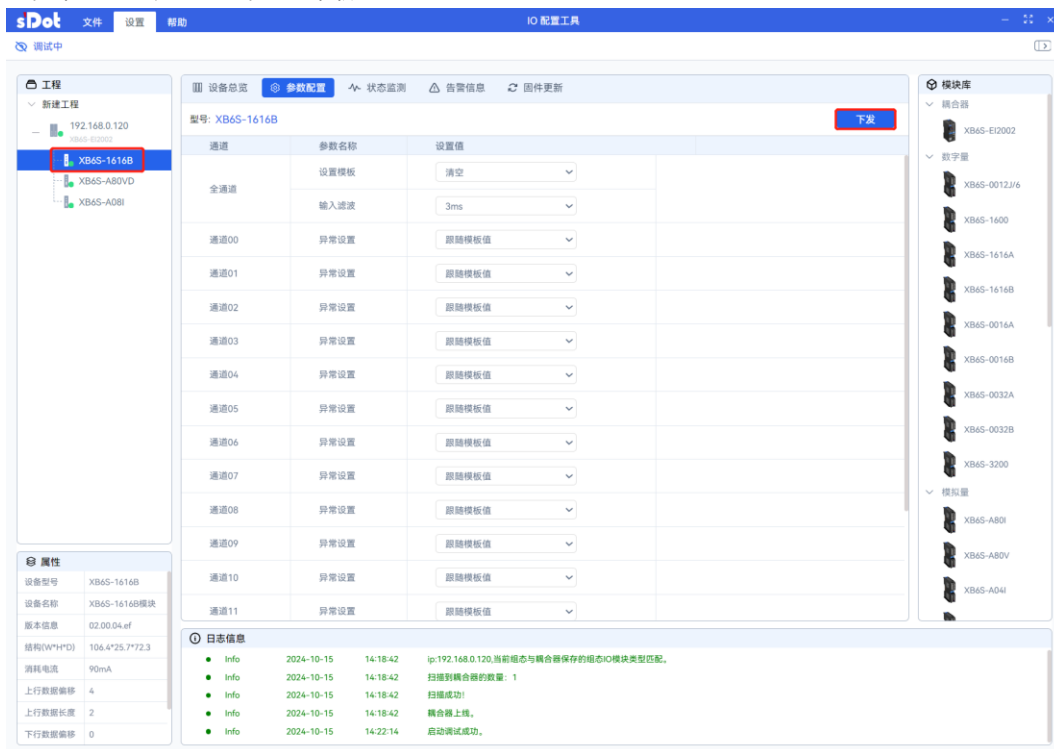 sDot 文件 设置 帮助 IO 配置工具
调试中
工程
新建工程
192.168.0.120
XB6S-EI2002
XB6S-1616B
XB6S-A80VD
XB6S-A08I
设备总览 参数配置 状态监测 告警信息 固件更新
型号: XB6S-1616B 下发
通道 参数名称 设置值
全通道 设置模板 清空
输入滤波 3ms
通道00 异常设置 跟随模板值
通道01 异常设置 跟随模板值
通道02 异常设置 跟随模板值
通道03 异常设置 跟随模板值
通道04 异常设置 跟随模板值
通道05 异常设置 跟随模板值
通道06 异常设置 跟随模板值
通道07 异常设置 跟随模板值
通道08 异常设置 跟随模板值
通道09 异常设置 跟随模板值
通道10 异常设置 跟随模板值
通道11 异常设置 跟随模板值
模块库
耦合器
XB6S-EI2002
数字量
XB6S-0012J/6
XB6S-1600
XB6S-1616A
XB6S-1616B
XB6S-0016A
XB6S-0016B
XB6S-0032A
XB6S-0032B
XB6S-3200
模拟量
XB6S-A80I
XB6S-A80V
XB6S-A04I
属性
设备型号 XB6S-1616B
设备名称 XB6S-1616B模块
版本信息 02.00.04.ef
结构(W*H*D) 106.4*25.7*72.3
消耗电流 90mA
上行数据偏移 4
上行数据长度 2
下行数据偏移 0
日志信息
Info 2024-10-15 14:18:42 ip:192.168.0.120,当前组态与耦合器保存的组态IO模块类型匹配。
Info 2024-10-15 14:18:42 扫描到耦合器的数量: 1
Info 2024-10-15 14:18:42 扫描成功!
Info 2024-10-15 14:18:42 耦合器上线。
Info 2024-10-15 14:22:14 启动调试成功。